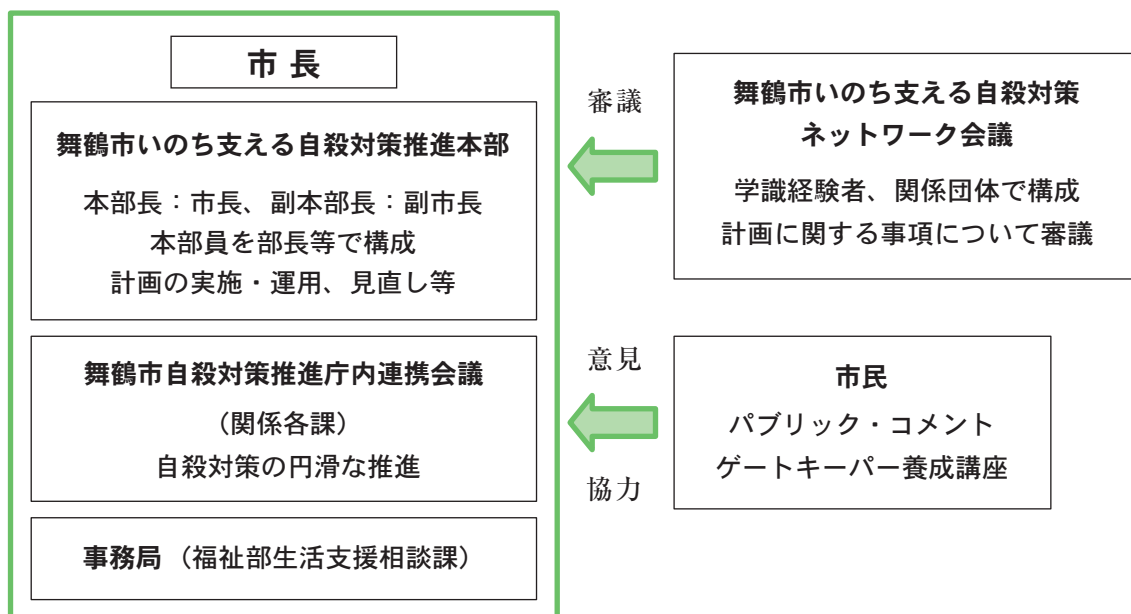 市 長
舞鶴市いのち支える自殺対策推進本部
本部長：市長、副本部長：副市長
本部員を部長等で構成
計画の実施・運用、見直し等
舞鶴市自殺対策推進庁内連携会議
（関係各課）
自殺対策の円滑な推進
事務局 （福祉部生活支援相談課）
審議
舞鶴市いのち支える自殺対策
ネットワーク会議
学識経験者、関係団体で構成
計画に関する事項について審議
意見
協力
市民
パブリック・コメント
ゲートキーパー養成講座